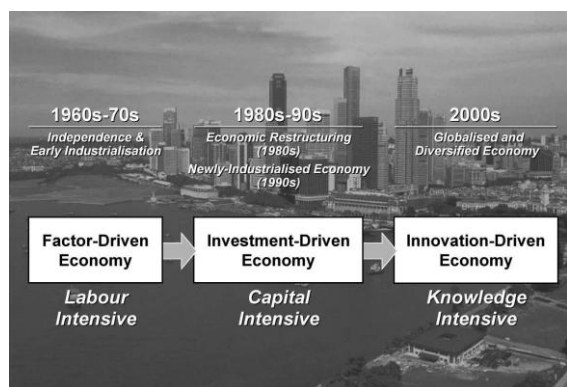 1960s-70s
Independence &
Early Industrialisation
1980s-90s
Economic Restructuring
(1980s)
Newly-Industrialised Economy
(1990s)
2000s
Globalised and
Diversified Economy
Factor-Driven
Economy
Investment-Driven
Economy
Innovation-Driven
Economy
Labour
Intensive
Capital
Intensive
Knowledge
Intensive